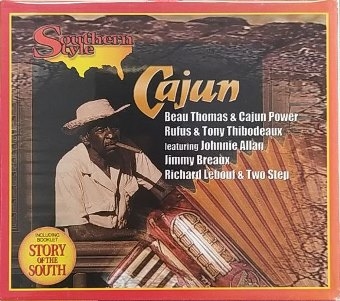 Southern
Style
Cajun
Beau Thomas & Cajun Power
Rufus & Tony Thibodeaux
featuring Johnnie Allan
Jimmy Breaux
Richard Lebouf & Two Step
INCLUDING
BOOKLET
STORY
OF THE
SOUTH